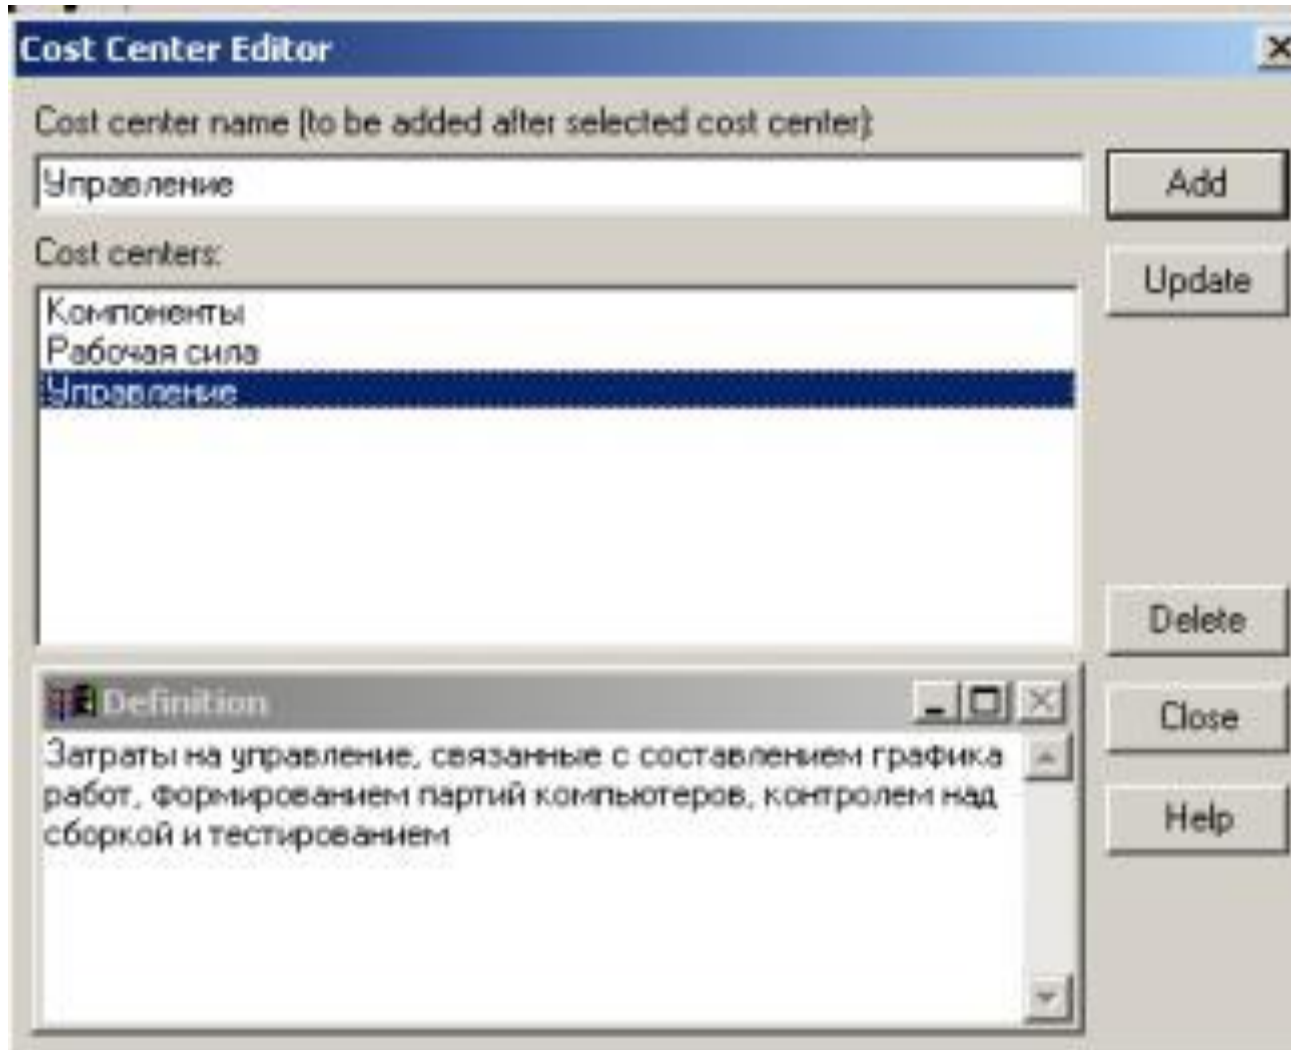 Cost Center Editor
Cost center name (to be added after selected cost center):
Управление
Add
Cost centers:
Update
Компоненты
Рабочая сила
Управление
Delete
Definition
Close
Затраты на управление, связанные с составлением графика
работ, формированием партий компьютеров, контролем над
сборкой и тестированием
Help